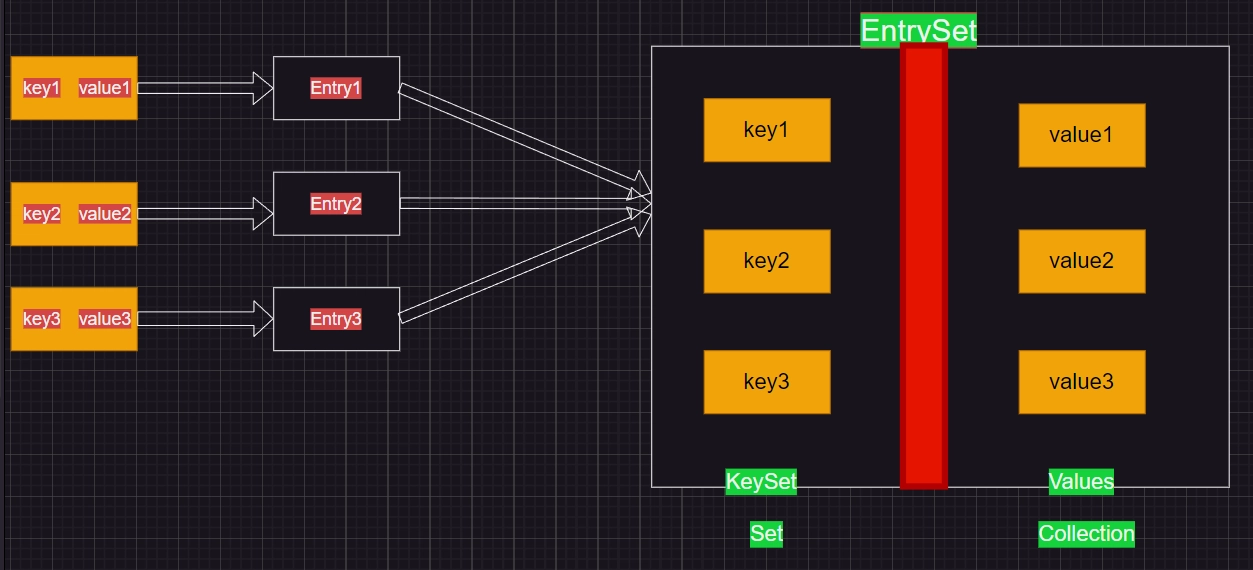 EntrySet
key1 value1
Entry1
key2 value2
Entry2
key3 value3
Entry3
key1
value1
key2
value2
key3
value3
KeySet
Values
Set
Collection